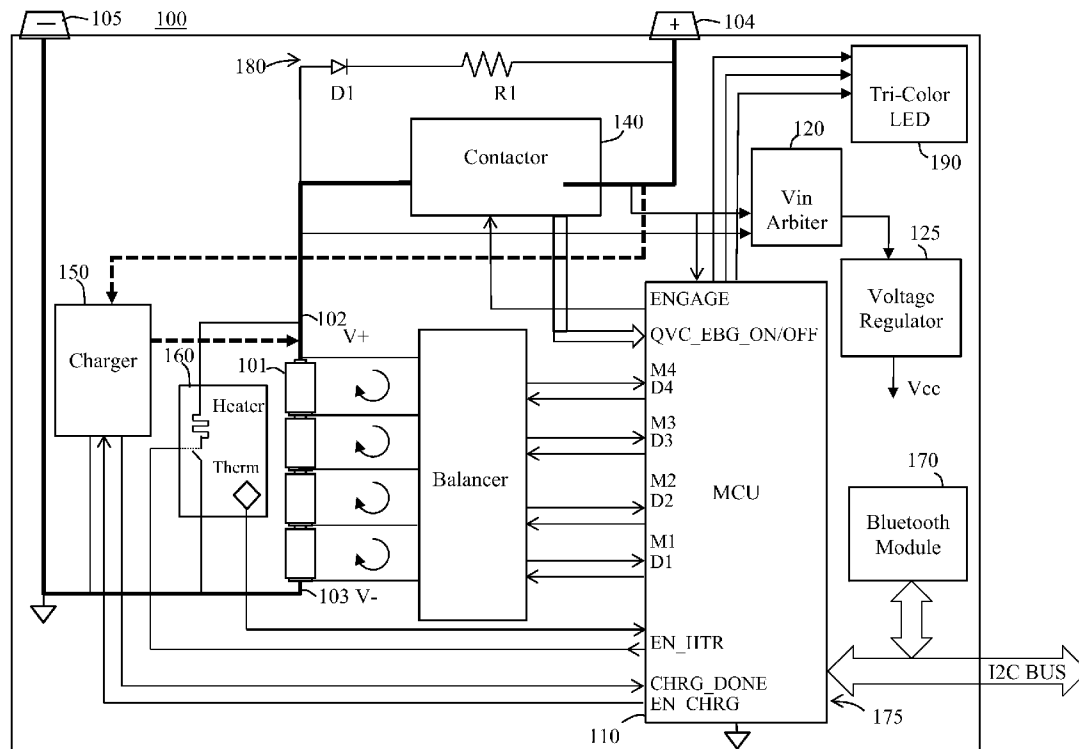 − 105 100 + 104
180 D1 R1
140
Contactor
Tri-Color
LED
190
120
Vin
Arbiter
125
Voltage
Regulator
Vcc
150
Charger
102
V+
101
160
Heater
Therm
Balancer
103 V-
ENGAGE
QVC_EBG_ON/OFF
M4
D4
M3
D3
M2
D2
M1
D1
MCU
EN_HTR
CHRG_DONE
EN_CHRG
110
175
170
Bluetooth
Module
I2C BUS